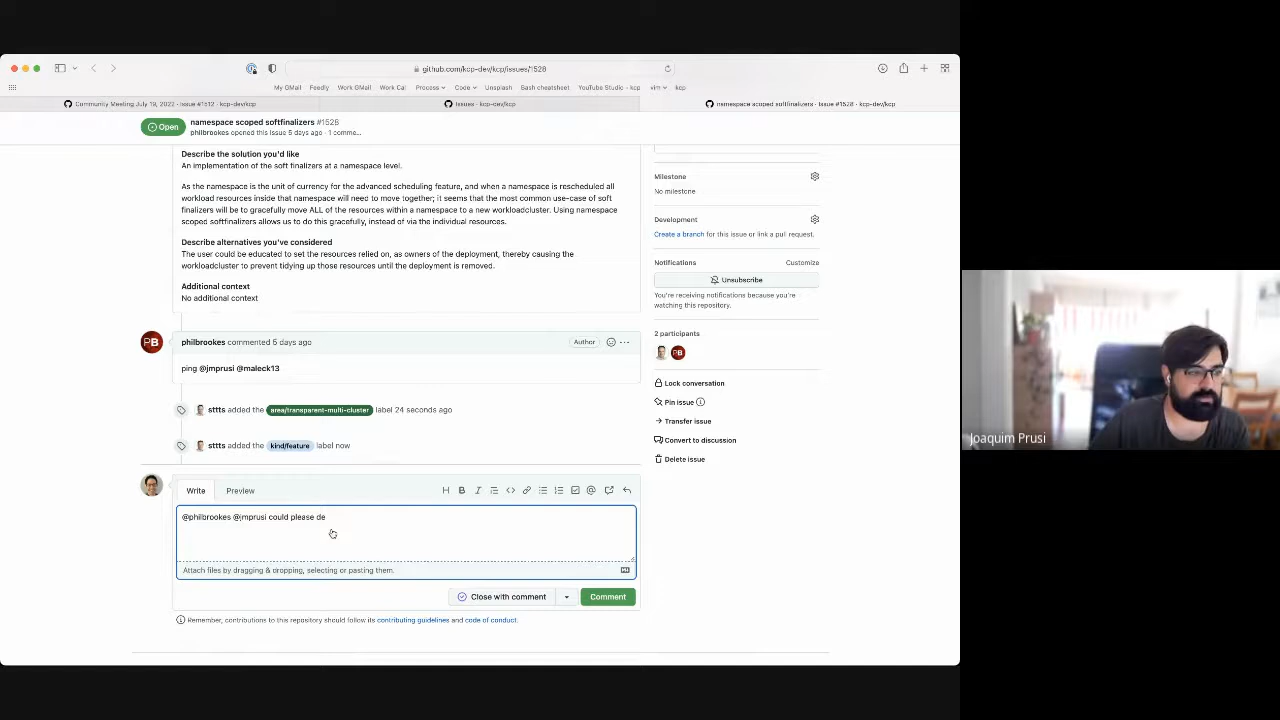 github.com/kcp-dev/kcp/issues/1528
My GMail Feedly Work GMail Work Cal Process Code Unsplash Bash cheatsheet YouTube Studio - kcp vim kcp
Community Meeting July 19, 2022 · Issue #1512 · kcp-dev/kcp
Issues · kcp-dev/kcp
namespace scoped softfinalizers · Issue #1528 · kcp-dev/kcp
Open
namespace scoped softfinalizers #1528
philbrookes opened this issue 5 days ago · 1 comme...
Describe the solution you'd like
An implementation of the soft finalizers at a namespace level.
As the namespace is the unit of currency for the advanced scheduling feature, and when a namespace is rescheduled all
workload resources inside that namespace will need to move together; it seems that the most common use-case of soft
finalizers will be to gracefully move ALL of the resources within a namespace to a new workloadcluster. Using namespace
scoped softfinalizers allows us to do this gracefully, instead of via the individual resources.
Describe alternatives you've considered
The user could be educated to set the resources relied on, as owners of the deployment, thereby causing the
workloadcluster to prevent tidying up those resources until the deployment is removed.
Additional context
No additional context
PB
philbrookes commented 5 days ago
Author
ping @jmprusi @maleck13
sttts added the area/transparent-multi-cluster label 24 seconds ago
sttts added the kind/feature label now
Write
Preview
@philbrookes @jmprusi could please de
Attach files by dragging & dropping, selecting or pasting them.
Close with comment
Comment
Remember, contributions to this repository should follow its contributing guidelines and code of conduct.
Milestone
No milestone
Development
Create a branch for this issue or link a pull request.
Notifications
Customize
Unsubscribe
You're receiving notifications because you're
watching this repository.
2 participants
PB
Lock conversation
Pin issue
Transfer issue
Convert to discussion
Delete issue
Joaquim Prusi